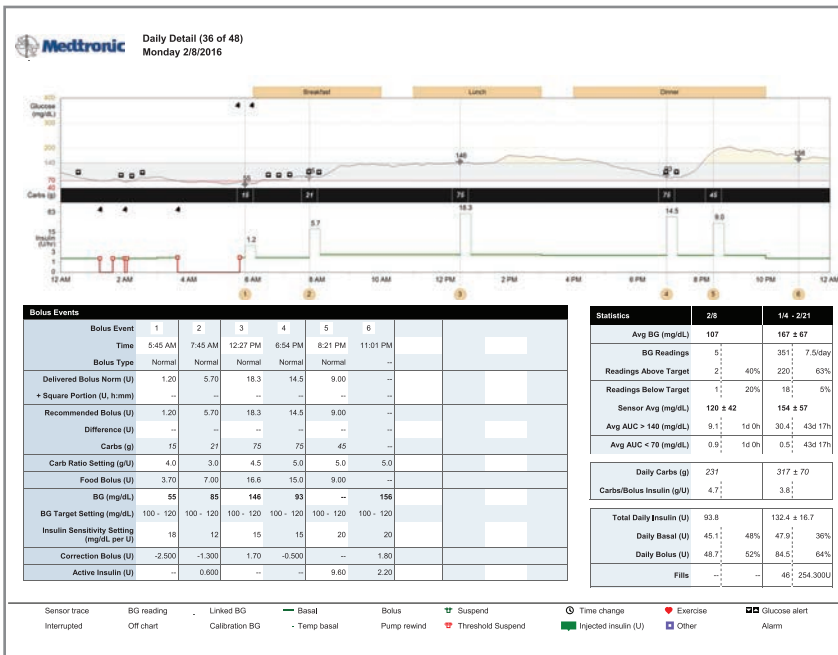 Medtronic
Daily Detail (36 of 48)
Monday 2/8/2016
Breakfast Lunch Dinner
400
Glucose
(mg/dL)
300
200
140
70
40
4 4
55 85 146 93 156
Carbs (g) 15 21 75 75 45
63
15
Insulin
(U/hr)
3
1
0
4 4 4
1.2 5.7 18.3 14.5 9.0
12 AM 2 AM 4 AM 6 AM 8 AM 10 AM 12 PM 2 PM 4 PM 6 PM 8 PM 10 PM 12 AM
1 2 3 4 5 6
Bolus Events
Bolus Event 1 2 3 4 5 6
Time 5:45 AM 7:45 AM 12:27 PM 6:54 PM 8:21 PM 11:01 PM
Bolus Type Normal Normal Normal Normal Normal --
Delivered Bolus Norm (U) 1.20 5.70 18.3 14.5 9.00 --
+ Square Portion (U, h:mm) -- -- -- -- -- --
Recommended Bolus (U) 1.20 5.70 18.3 14.5 9.00 --
Difference (U) -- -- -- -- -- --
Carbs (g) 15 21 75 75 45 --
Carb Ratio Setting (g/U) 4.0 3.0 4.5 5.0 5.0 5.0
Food Bolus (U) 3.70 7.00 16.6 15.0 9.00 --
BG (mg/dL) 55 85 146 93 -- 156
BG Target Setting (mg/dL) 100 - 120 100 - 120 100 - 120 100 - 120 100 - 120 100 - 120
Insulin Sensitivity Setting
(mg/dL per U) 18 12 15 15 20 20
Correction Bolus (U) -2.500 -1.300 1.70 -0.500 -- 1.80
Active Insulin (U) -- 0.600 -- -- 9.60 2.20
Statistics 2/8 1/4 - 2/21
Avg BG (mg/dL) 107 167 ± 67
BG Readings 5 351 7.5/day
Readings Above Target 2 40% 220 63%
Readings Below Target 1 20% 18 5%
Sensor Avg (mg/dL) 120 ± 42 154 ± 57
Avg AUC > 140 (mg/dL) 9.1 1d 0h 30.4 43d 17h
Avg AUC < 70 (mg/dL) 0.9 1d 0h 0.5 43d 17h
Daily Carbs (g) 231 317 ± 70
Carbs/Bolus Insulin (g/U) 4.7 3.8
Total Daily Insulin (U) 93.8 132.4 ± 16.7
Daily Basal (U) 45.1 48% 47.9 36%
Daily Bolus (U) 48.7 52% 84.5 64%
Fills -- -- 46 254.300U
Sensor trace BG reading Linked BG Basal Bolus Suspend Time change Exercise Glucose alert
Interrupted Off chart Calibration BG Temp basal Pump rewind Threshold Suspend Injected insulin (U) Other Alarm